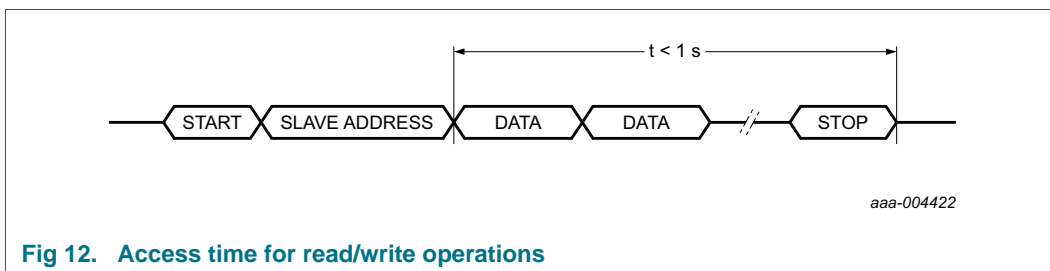 t < 1 s
START SLAVE ADDRESS DATA DATA STOP
aaa-004422
Fig 12. Access time for read/write operations